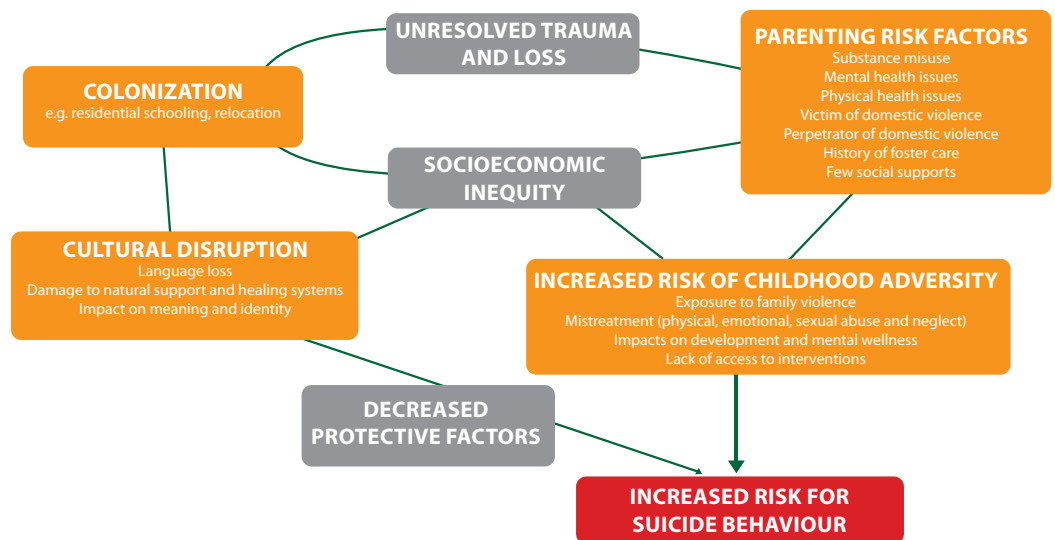 UNRESOLVED TRAUMA
AND LOSS
PARENTING RISK FACTORS
Substance misuse
Mental health issues
Physical health issues
Victim of domestic violence
Perpetrator of domestic violence
History of foster care
Few social supports
COLONIZATION
e.g. residential schooling, relocation
SOCIOECONOMIC
INEQUITY
CULTURAL DISRUPTION
Language loss
Damage to natural support and healing systems
Impact on meaning and identity
INCREASED RISK OF CHILDHOOD ADVERSITY
Exposure to family violence
Mistreatment (physical, emotional, sexual abuse and neglect)
Impacts on development and mental wellness
Lack of access to interventions
DECREASED
PROTECTIVE FACTORS
INCREASED RISK FOR
SUICIDE BEHAVIOUR